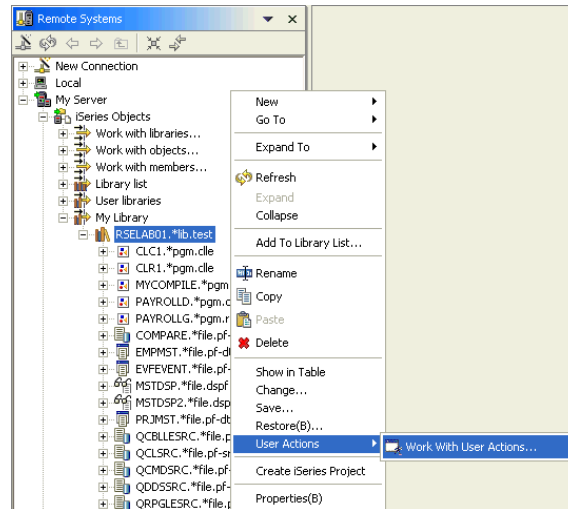 Remote Systems
New Connection
Local
My Server
iSeries Objects
Work with libraries...
Work with objects...
Work with members...
Library list
User libraries
My Library
RSELAB01.*lib.test
CLC1.*pgm.clle
CLR1.*pgm.clle
MYCOMPILE.*pgm
PAYROLLD.*pgm.c
PAYROLLG.*pgm.r
COMPARE.*file.pf-
EMPMST.*file.pf-dt
EVFEVENT.*file.pf-
MSTDSP.*file.dspf
MSTDSP2.*file.dspf
PRJMST.*file.pf-dt
QCBLLESRC.*file.p
QCLSRC.*file.pf-sr
QCMDSRC.*file.pf-
QDDSSRC.*file.pf-
QRPGLESRC.*file.p
New
Go To
Expand To
Refresh
Expand
Collapse
Add To Library List...
Rename
Copy
Paste
Delete
Show in Table
Change...
Save...
Restore(B)...
User Actions
Work With User Actions...
Create iSeries Project
Properties(B)